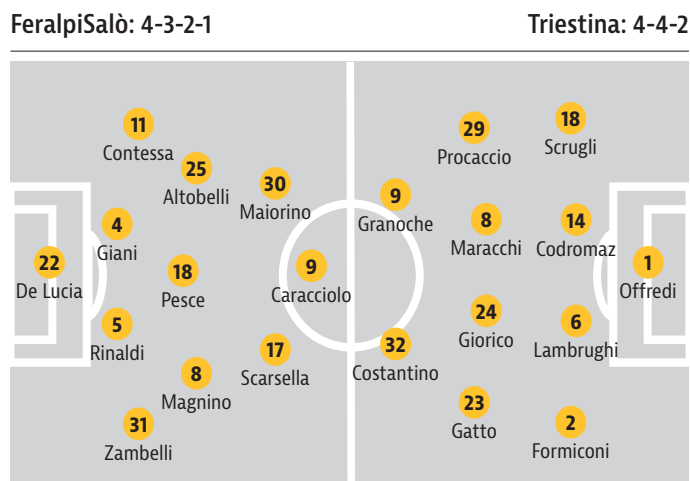 FeralpiSalò: 4-3-2-1
Triestina: 4-4-2
11
Contessa
25
Altobelli
30
Maiorino
4
Giani
22
De Lucia
18
Pesce
9
Caracciolo
5
Rinaldi
17
Scarsella
8
Magnino
31
Zambelli
29
Procaccio
18
Scrugli
9
Granoche
8
Maracchi
14
Codromaz
1
Offredi
24
Giorico
6
Lambrughi
32
Costantino
23
Gatto
2
Formiconi